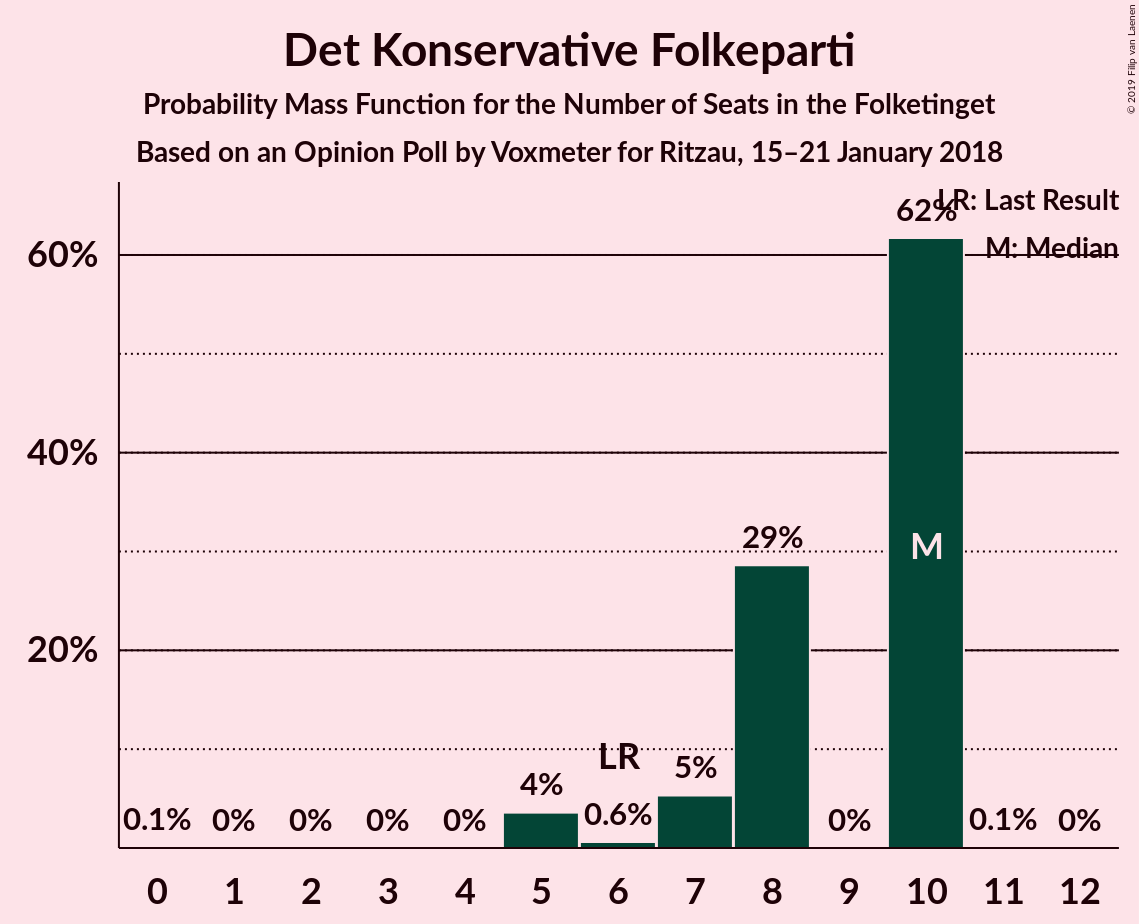 Det Konservative Folkeparti
Probability Mass Function for the Number of Seats in the Folketinget
Based on an Opinion Poll by Voxmeter for Ritzau, 15–21 January 2018
© 2019 Filip van Laenen
LR: Last Result
M: Median
60%
40%
20%
0.1% 0% 0% 0% 0% 4% 0.6% 5% 29% 0% 62% 0.1% 0%
LR
M
0 1 2 3 4 5 6 7 8 9 10 11 12